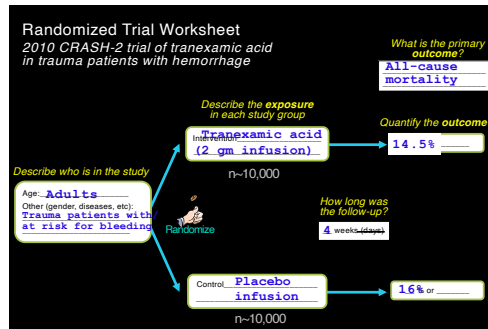 Randomized Trial Worksheet
2010 CRASH-2 trial of tranexamic acid
in trauma patients with hemorrhage
What is the primary
outcome?
All-cause
mortality
Describe the exposure
in each study group
Intervention Tranexamic acid
(2 gm infusion)
n~10,000
Quantify the outcome
14.5%
Describe who is in the study
Age: Adults
Other (gender, diseases, etc):
Trauma patients with/
at risk for bleeding
Randomize
How long was
the follow-up?
4 weeks (days)
Control Placebo
infusion
n~10,000
16% or